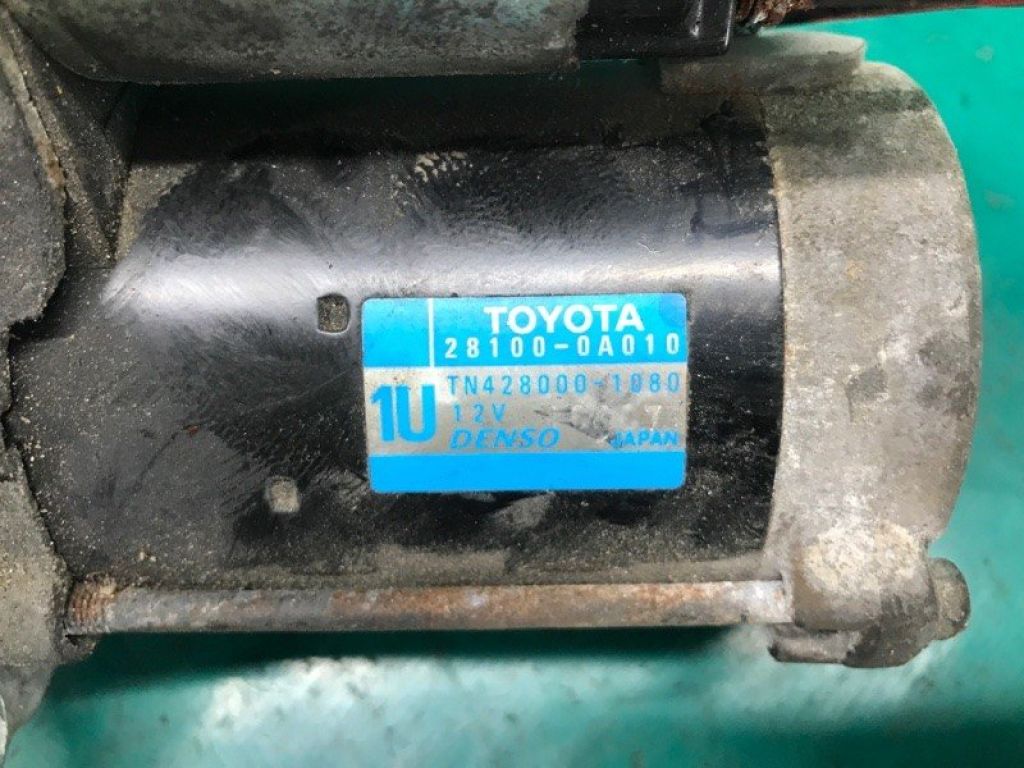 TOYOTA
28100-0A010
TN428000-1080
1U
12V
DENSO JAPAN